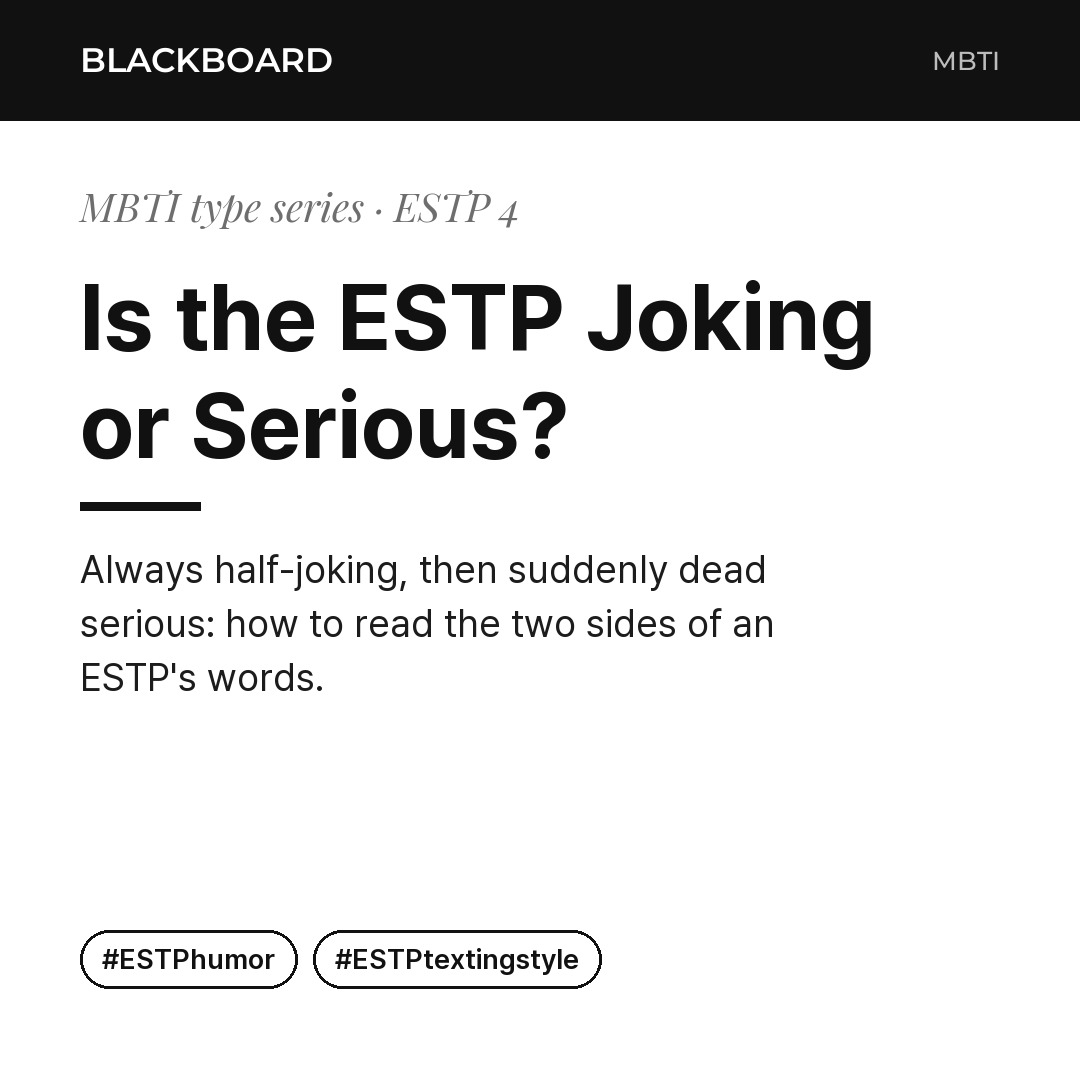 BLACKBOARD
MBTI
MBTI type series · ESTP 4
Is the ESTP Joking
or Serious?
Always half-joking, then suddenly dead
serious: how to read the two sides of an
ESTP's words.
#ESTPhumor
#ESTPtextingstyle